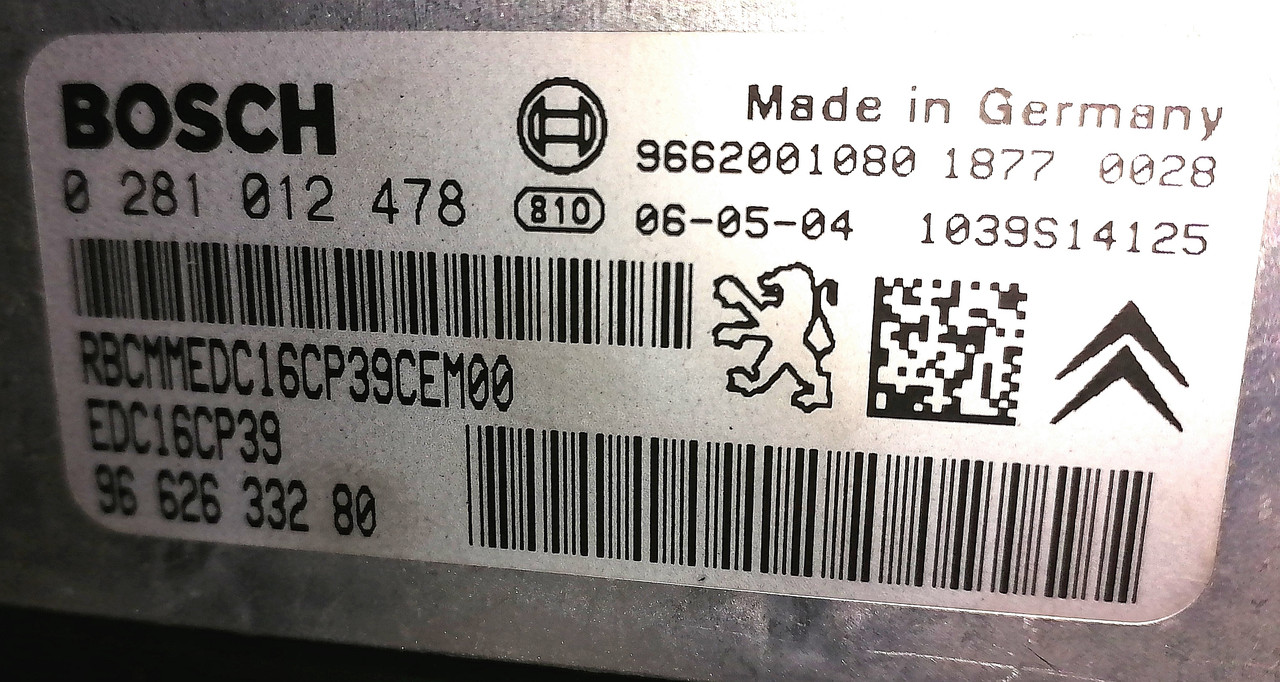 BOSCH
Made in Germany
9662001080 1877 0028
0 281 012 478
810
06-05-04 1039S14125
RBCMMEDC16CP39CEM00
EDC16CP39
96 626 332 80